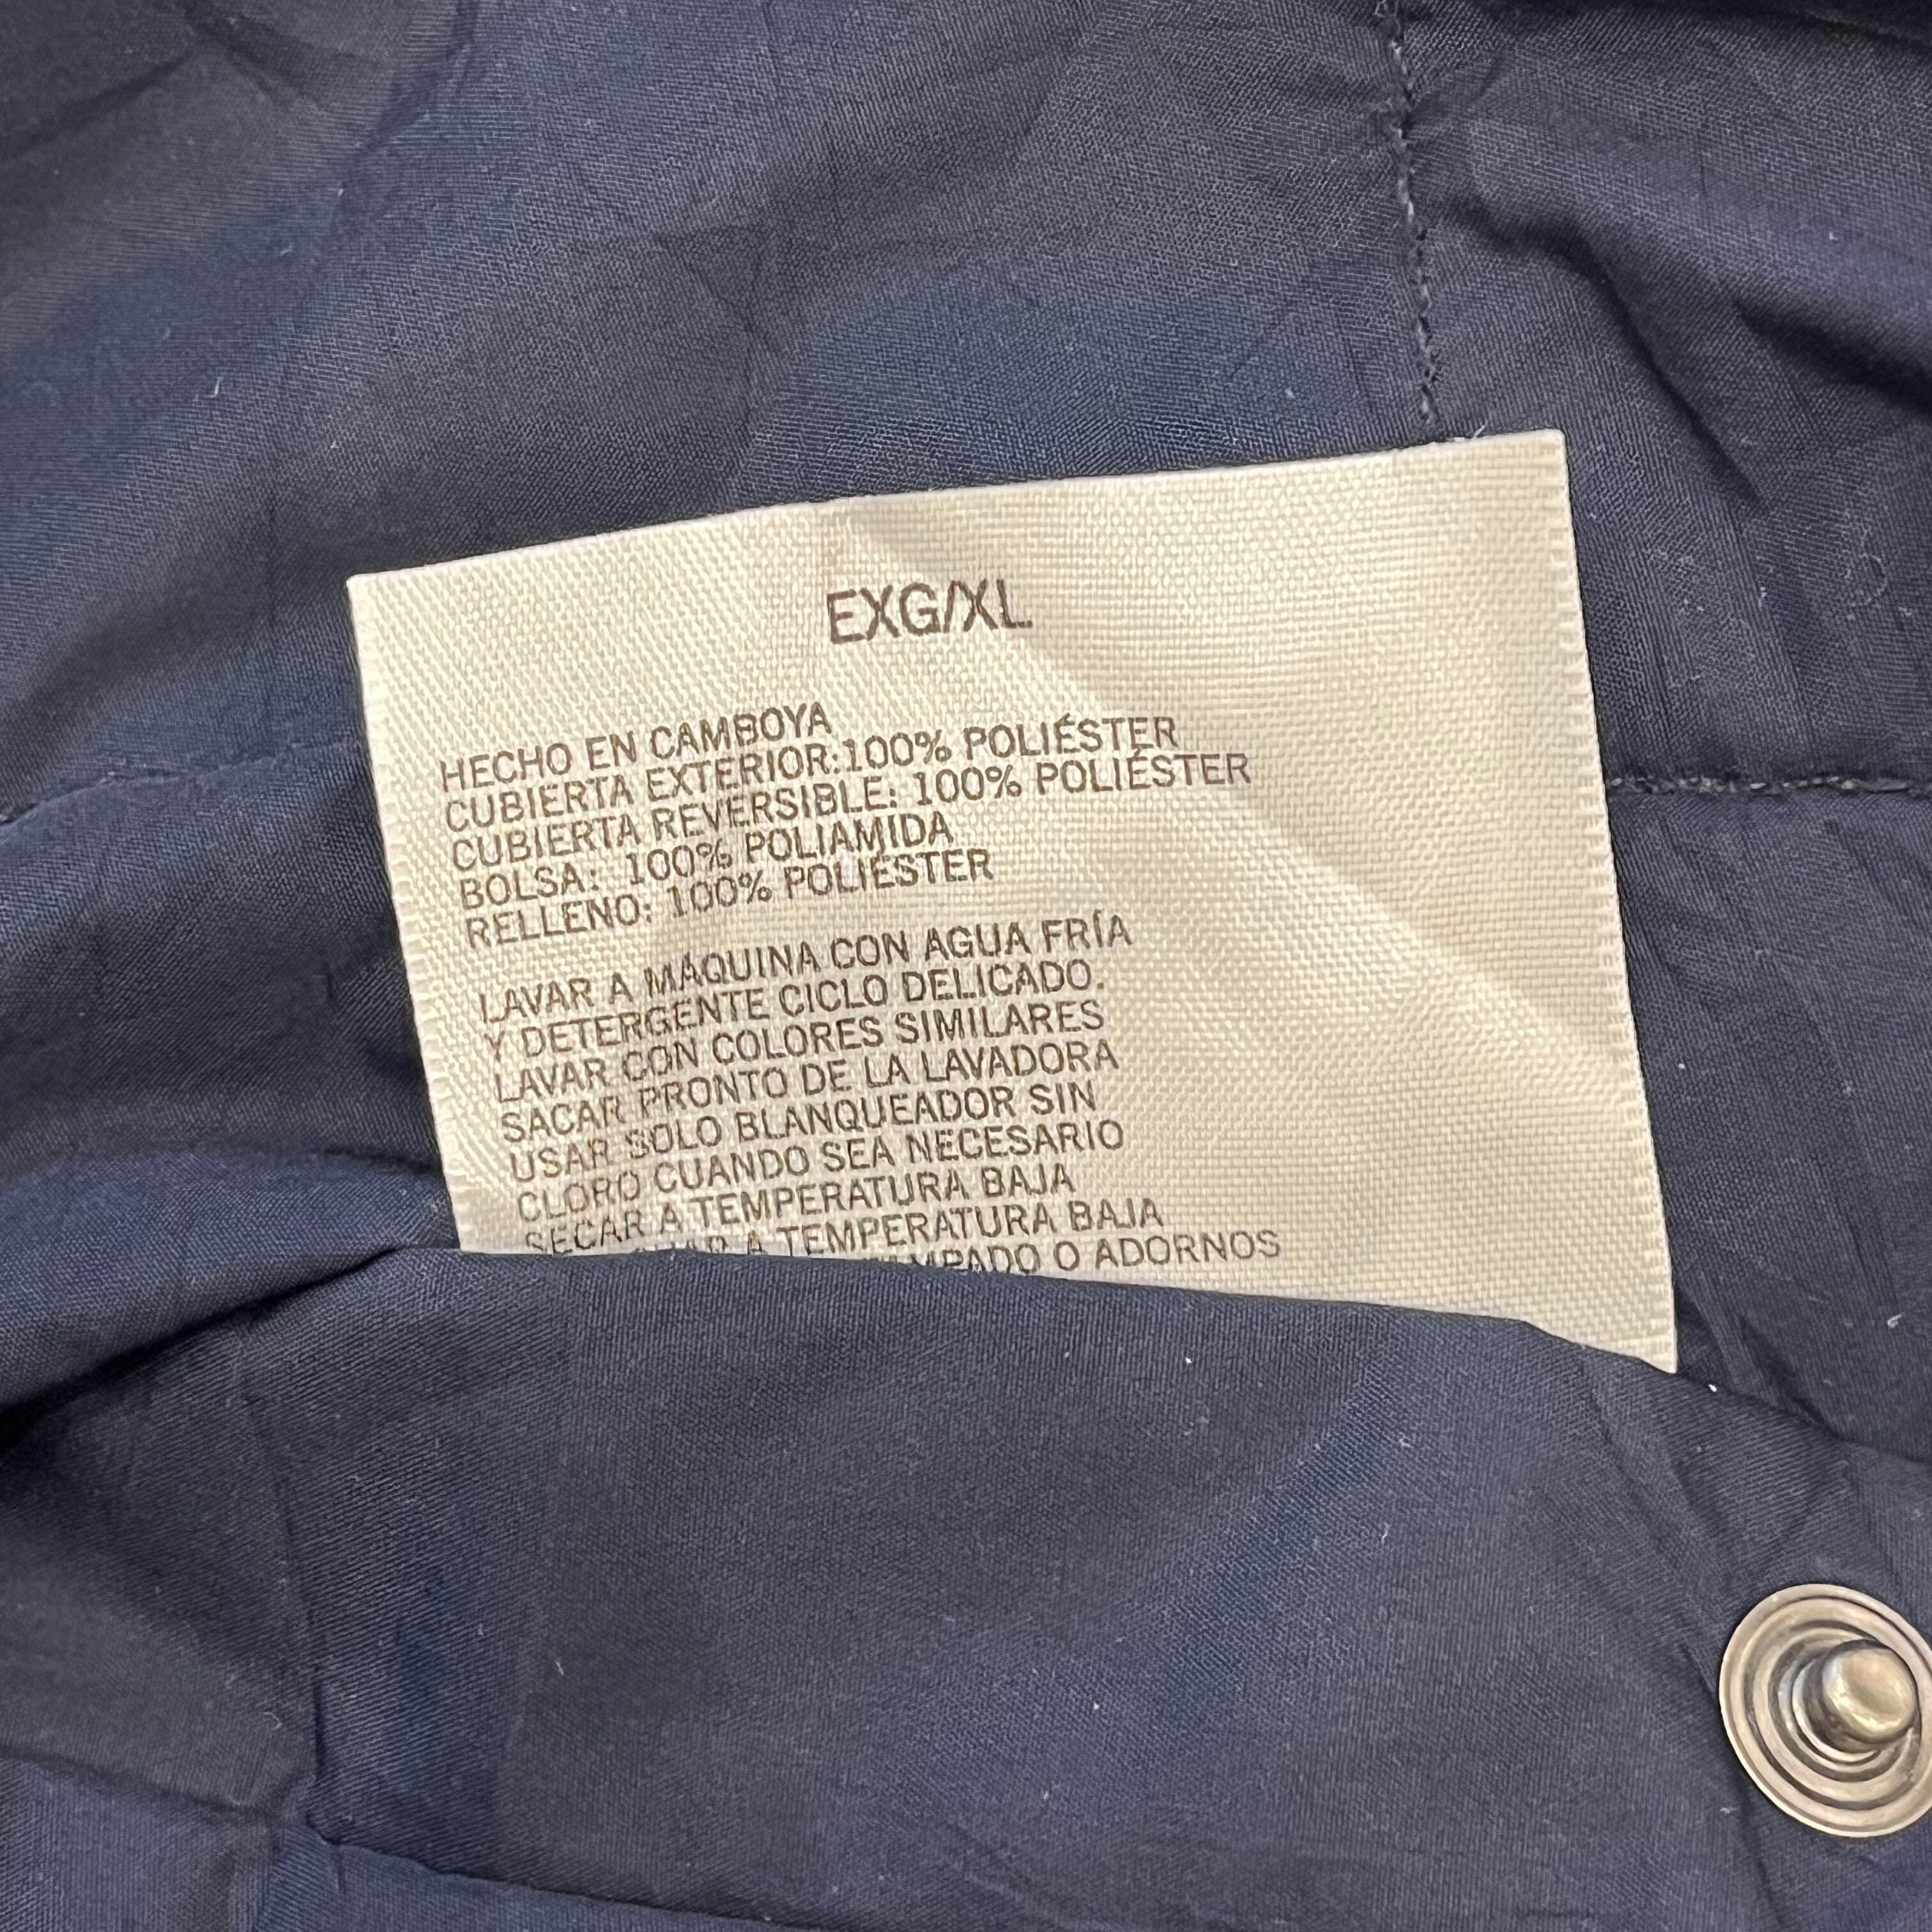 EXG/XL
HECHO EN CAMBOYA
CUBIERTA EXTERIOR:100% POLIÉSTER
CUBIERTA REVERSIBLE: 100% POLIÉSTER
BOLSA: 100% POLIAMIDA
RELLENO: 100% POLIÉSTER
LAVAR A MÁQUINA CON AGUA FRÍA
Y DETERGENTE CICLO DELICADO.
LAVAR CON COLORES SIMILARES
SACAR PRONTO DE LA LAVADORA
USAR SOLO BLANQUEADOR SIN
CLORO CUANDO SEA NECESARIO
SECAR A TEMPERATURA BAJA
A TEMPERATURA BAJA
O ADORNOS